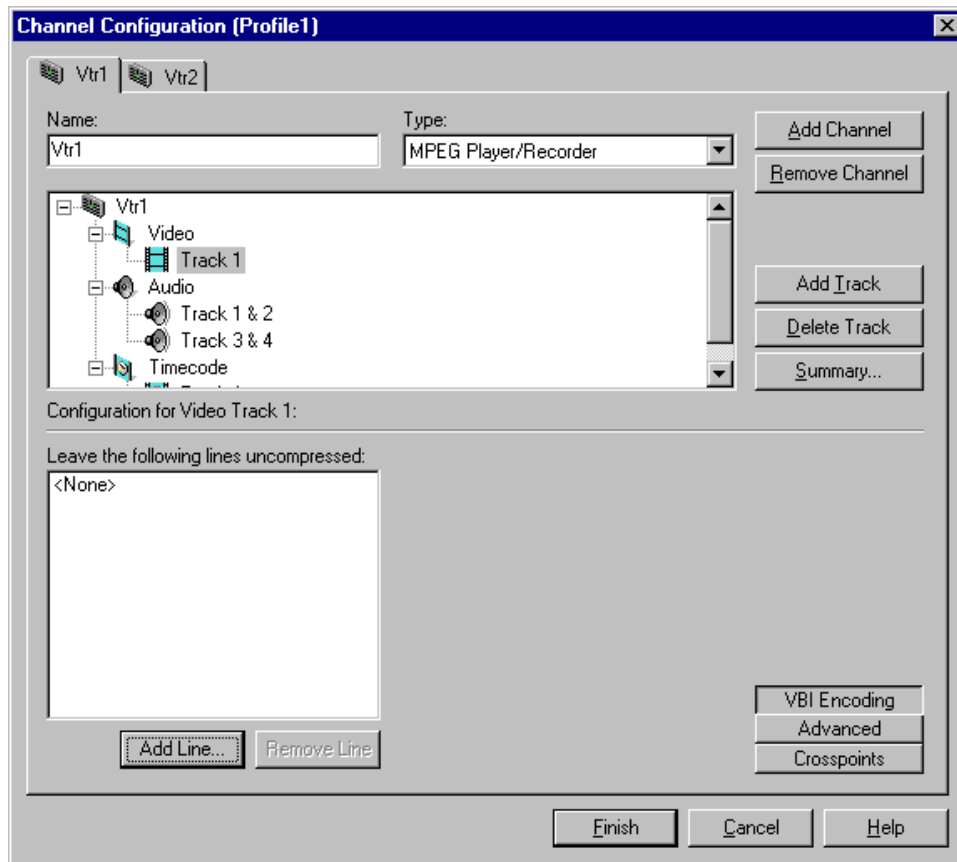 Channel Configuration (Profile1)
Vtr1
Vtr2
Name:
Type:
Vtr1
MPEG Player/Recorder
Add Channel
Remove Channel
Vtr1
Video
Track 1
Audio
Track 1 & 2
Track 3 & 4
Timecode
Add Track
Delete Track
Summary...
Configuration for Video Track 1:
Leave the following lines uncompressed:
<None>
VBI Encoding
Advanced
Crosspoints
Add Line...
Remove Line
Finish
Cancel
Help